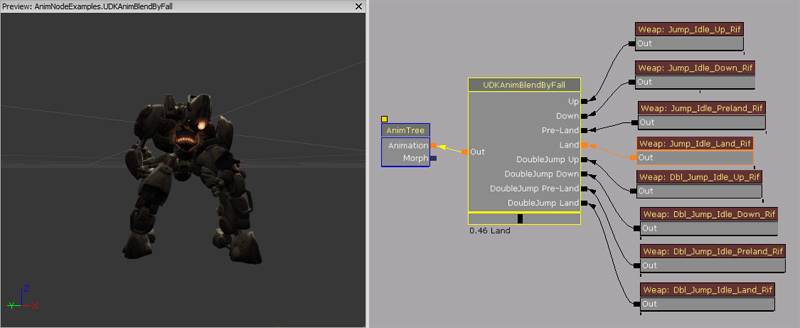 Preview: AnimNodeExamples.UDKAnimBlendByFall
Z
Y
X
AnimTree
Animation
Morph
UDKAnimBlendByFall
Up
Down
Pre-Land
Land
Out
DoubleJump Up
DoubleJump Down
DoubleJump Pre-Land
DoubleJump Land
0.46 Land
Weap: Jump_Idle_Up_Rif
Out
Weap: Jump_Idle_Down_Rif
Out
Weap: Jump_Idle_Preland_Rif
Out
Weap: Jump_Idle_Land_Rif
Out
Weap: Dbl_Jump_Idle_Up_Rif
Out
Weap: Dbl_Jump_Idle_Down_Rif
Out
Weap: Dbl_Jump_Idle_Preland_Rif
Out
Weap: Dbl_Jump_Idle_Land_Rif
Out